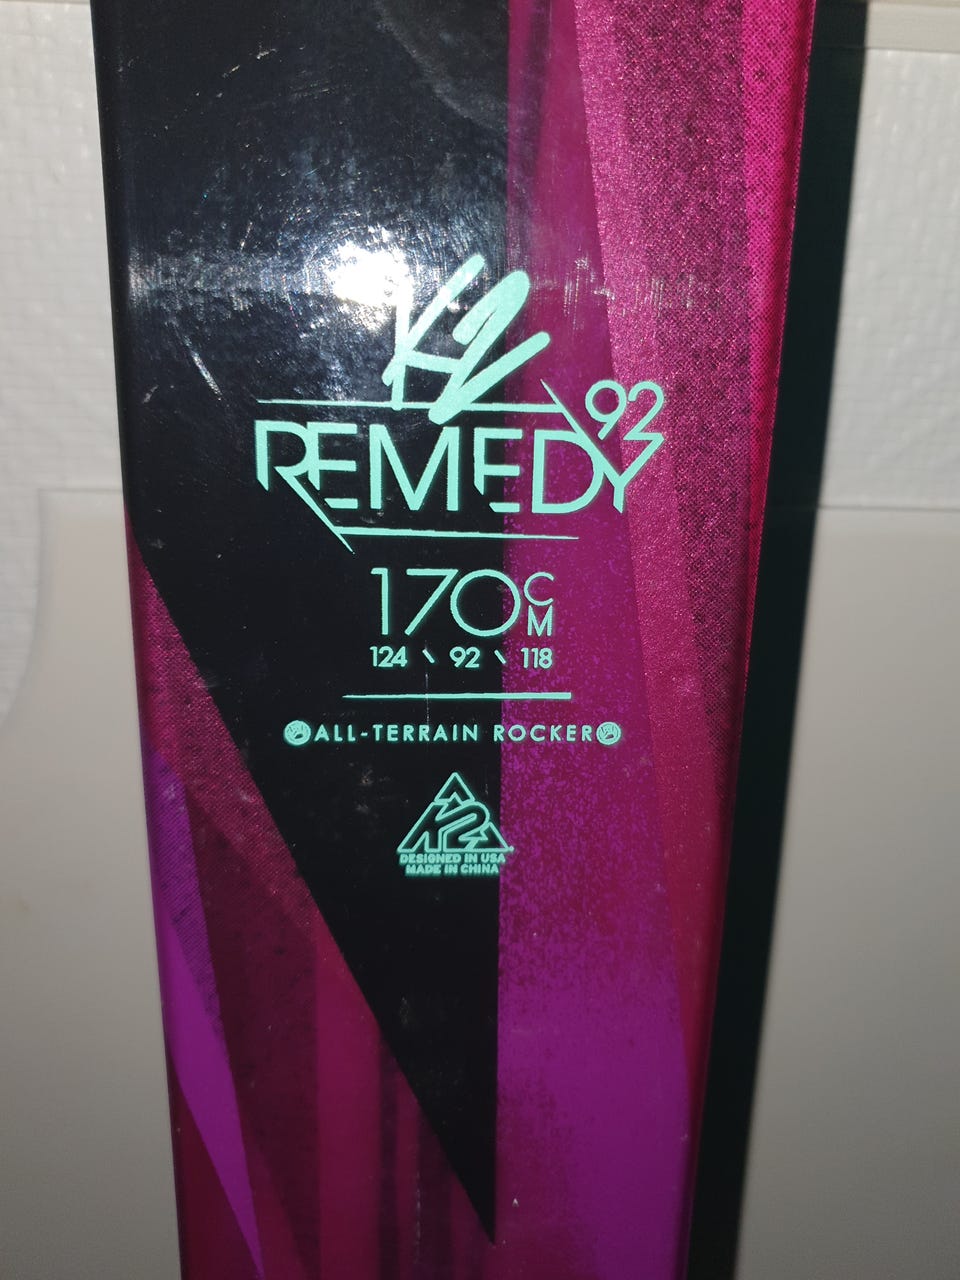 K2
REMEDY 92
170 CM
124 \ 92 \ 118
ALL-TERRAIN ROCKER
K2
DESIGNED IN USA
MADE IN CHINA